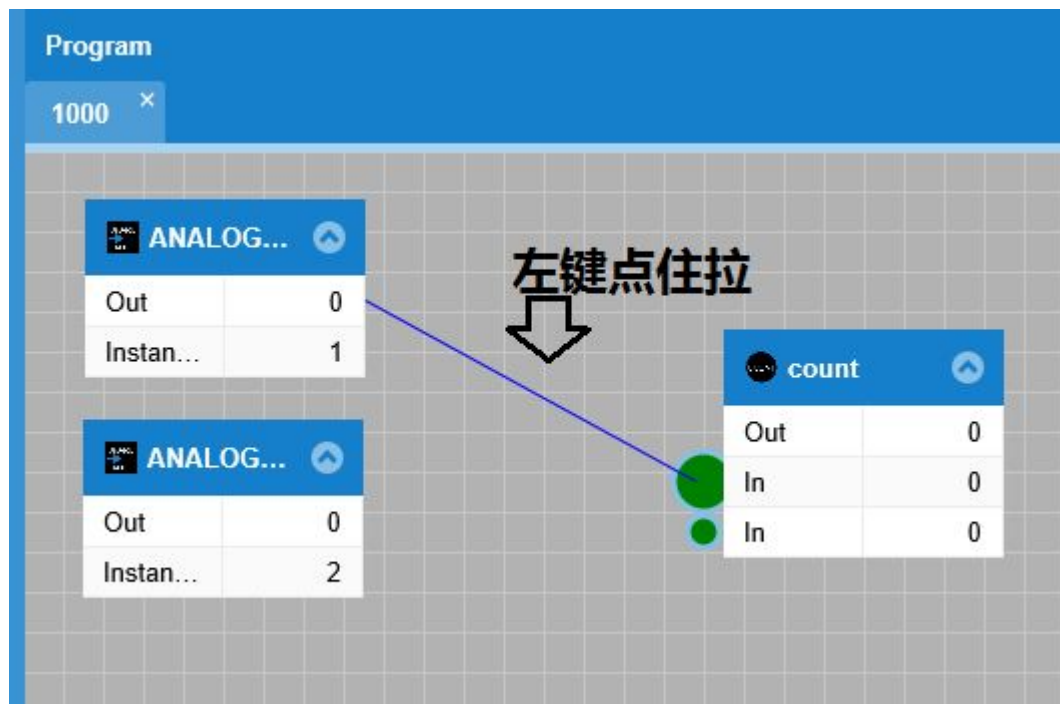 Program
1000 ×
ANALOG...
Out 0
Instan... 1
左键点住拉
count
Out 0
In 0
In 0
ANALOG...
Out 0
Instan... 2